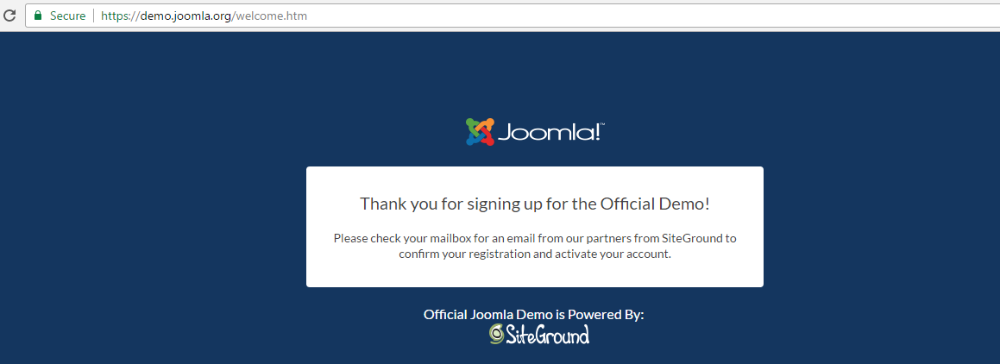 Secure https://demo.joomla.org/welcome.htm
Joomla!™
Thank you for signing up for the Official Demo!
Please check your mailbox for an email from our partners from SiteGround to
confirm your registration and activate your account.
Official Joomla Demo is Powered By:
SiteGround